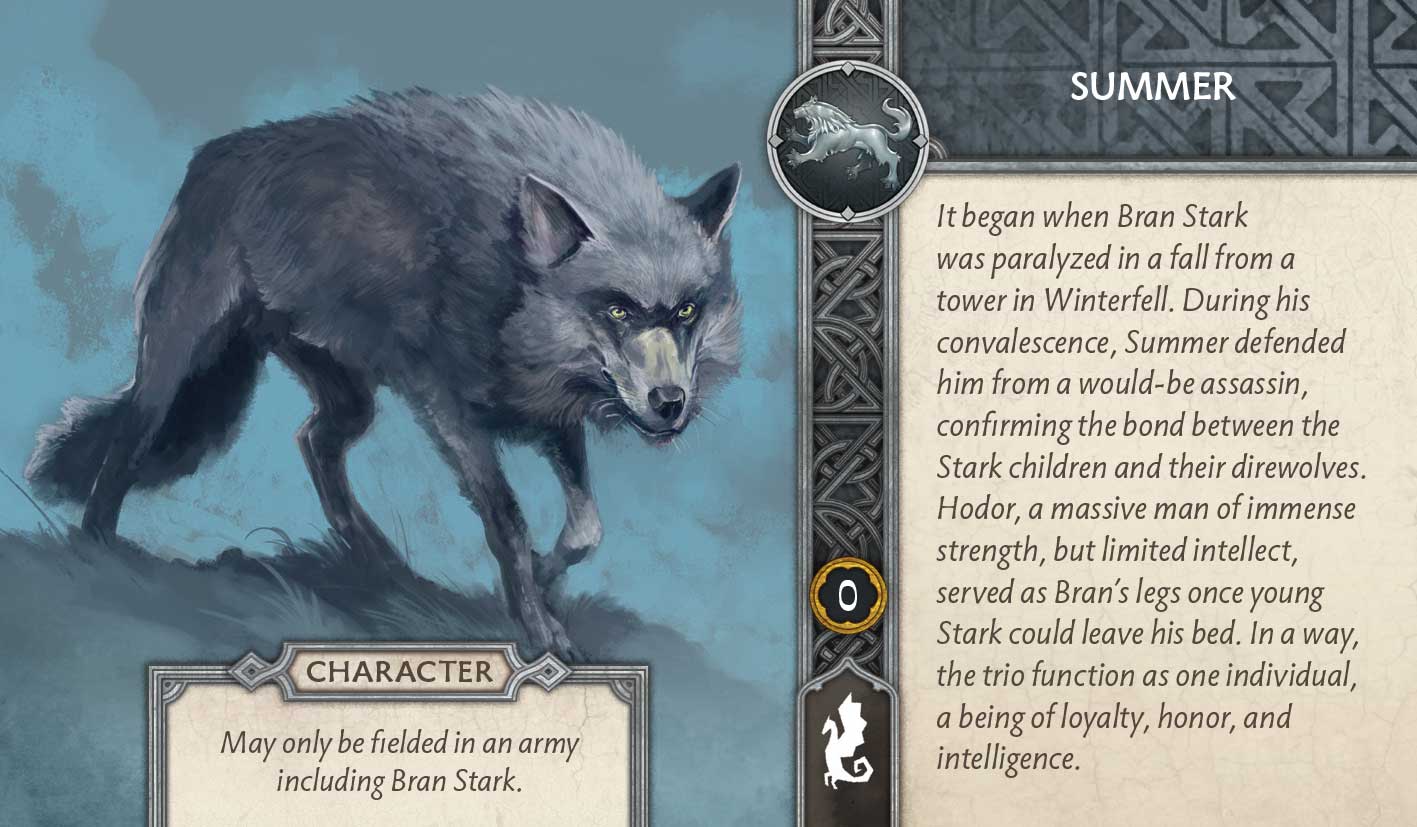 SUMMER
It began when Bran Stark
was paralyzed in a fall from a
tower in Winterfell. During his
convalescence, Summer defended
him from a would-be assassin,
confirming the bond between the
Stark children and their direwolves.
Hodor, a massive man of immense
strength, but limited intellect,
served as Bran's legs once young
Stark could leave his bed. In a way,
the trio function as one individual,
a being of loyalty, honor, and
intelligence.
0
CHARACTER
May only be fielded in an army
including Bran Stark.